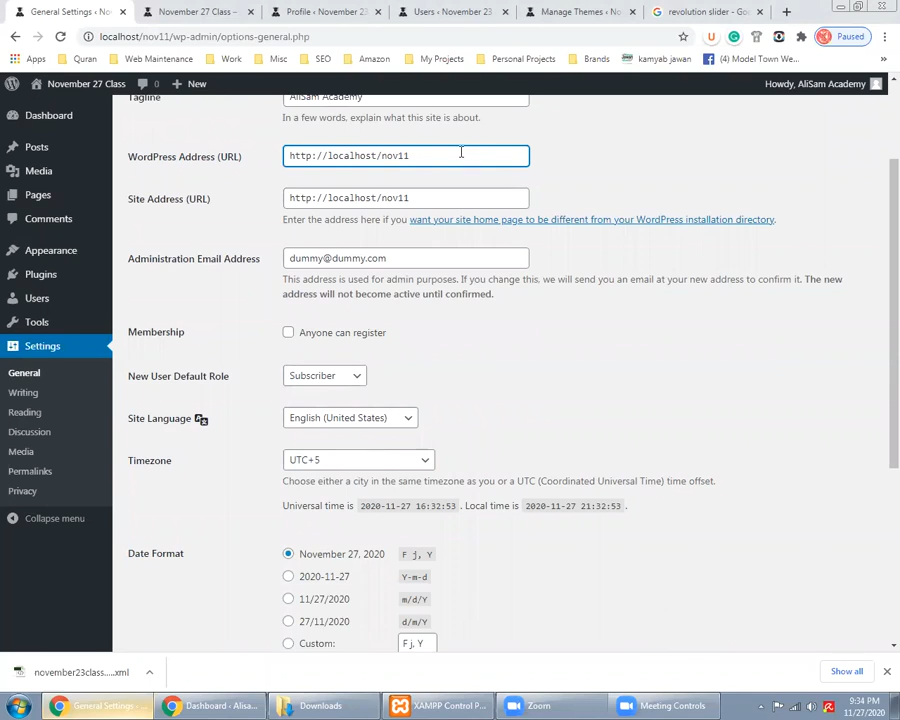 General Settings ‹ No
November 27 Class –
Profile ‹ November 23
Users ‹ November 23
Manage Themes ‹ No
revolution slider - Goo
localhost/nov11/wp-admin/options-general.php
Paused
Apps
Quran
Web Maintenance
Work
Misc
SEO
Amazon
My Projects
Personal Projects
Brands
kamyab jawan
(4) Model Town We...
November 27 Class
0
New
Howdy, AliSam Academy
Dashboard
Posts
Media
Pages
Comments
Appearance
Plugins
Users
Tools
Settings
General
Writing
Reading
Discussion
Media
Permalinks
Privacy
Collapse menu
Tagline
AliSam Academy
In a few words, explain what this site is about.
WordPress Address (URL)
http://localhost/nov11
Site Address (URL)
http://localhost/nov11
Enter the address here if you want your site home page to be different from your WordPress installation directory.
Administration Email Address
dummy@dummy.com
This address is used for admin purposes. If you change this, we will send you an email at your new address to confirm it. The new
address will not become active until confirmed.
Membership
Anyone can register
New User Default Role
Subscriber
Site Language
English (United States)
Timezone
UTC+5
Choose either a city in the same timezone as you or a UTC (Coordinated Universal Time) time offset.
Universal time is 2020-11-27 16:32:53 . Local time is 2020-11-27 21:32:53 .
Date Format
November 27, 2020
F j, Y
2020-11-27
Y-m-d
11/27/2020
m/d/Y
27/11/2020
d/m/Y
Custom:
F j, Y
november23class.....xml
Show all
General Settings ‹...
Dashboard ‹ Alisa...
Downloads
XAMPP Control P...
Zoom
Meeting Controls
9:34 PM
11/27/2020